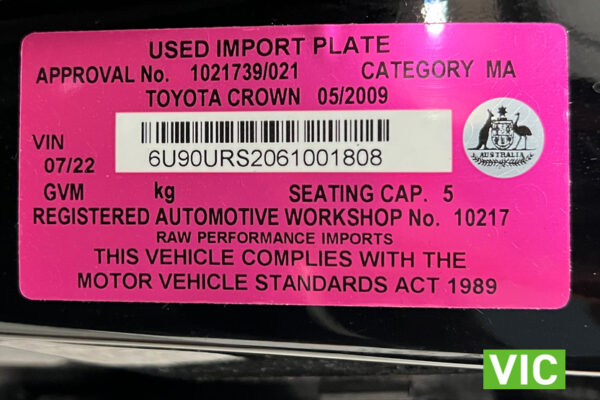 USED IMPORT PLATE
APPROVAL No. 1021739/021 CATEGORY MA
TOYOTA CROWN 05/2009
VIN
6U90URS2061001808
07/22
AUSTRALIA
GVM kg SEATING CAP. 5
REGISTERED AUTOMOTIVE WORKSHOP No. 10217
RAW PERFORMANCE IMPORTS
THIS VEHICLE COMPLIES WITH THE
MOTOR VEHICLE STANDARDS ACT 1989
VIC